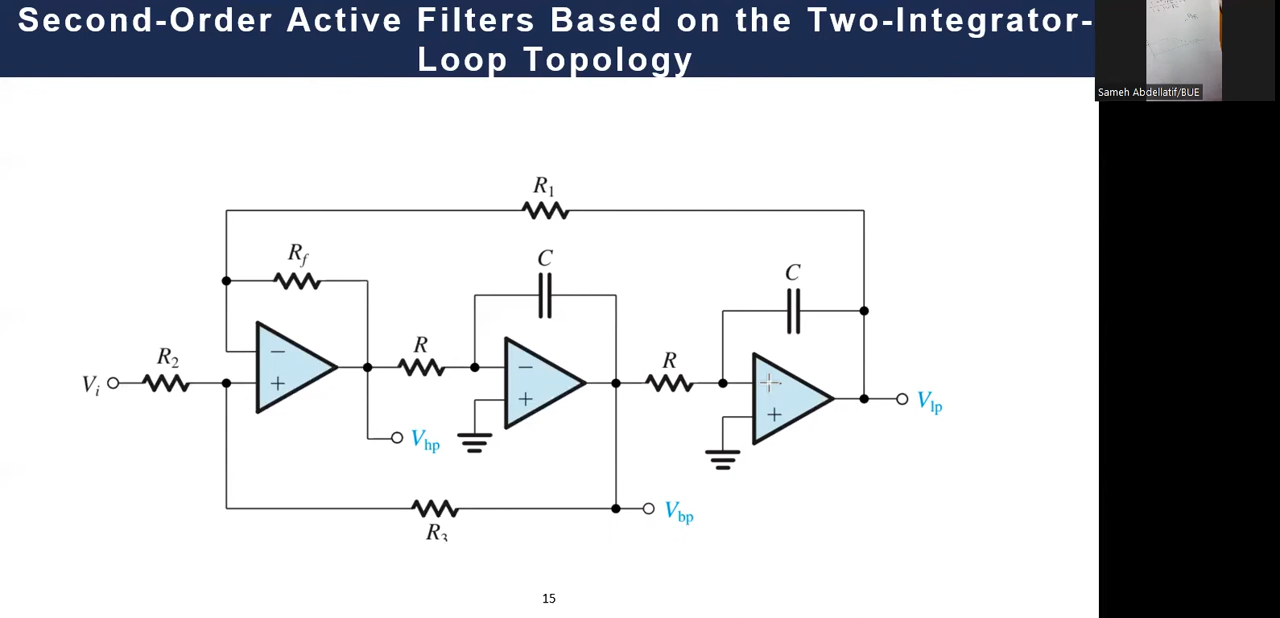 Second-Order Active Filters Based on the Two-Integrator-
Loop Topology
Sameh Abdellatif/BUE
R1
Rf
C
C
R2
R
R
Vi
−
+
−
+
+
Vlp
Vhp
Vbp
R3
15